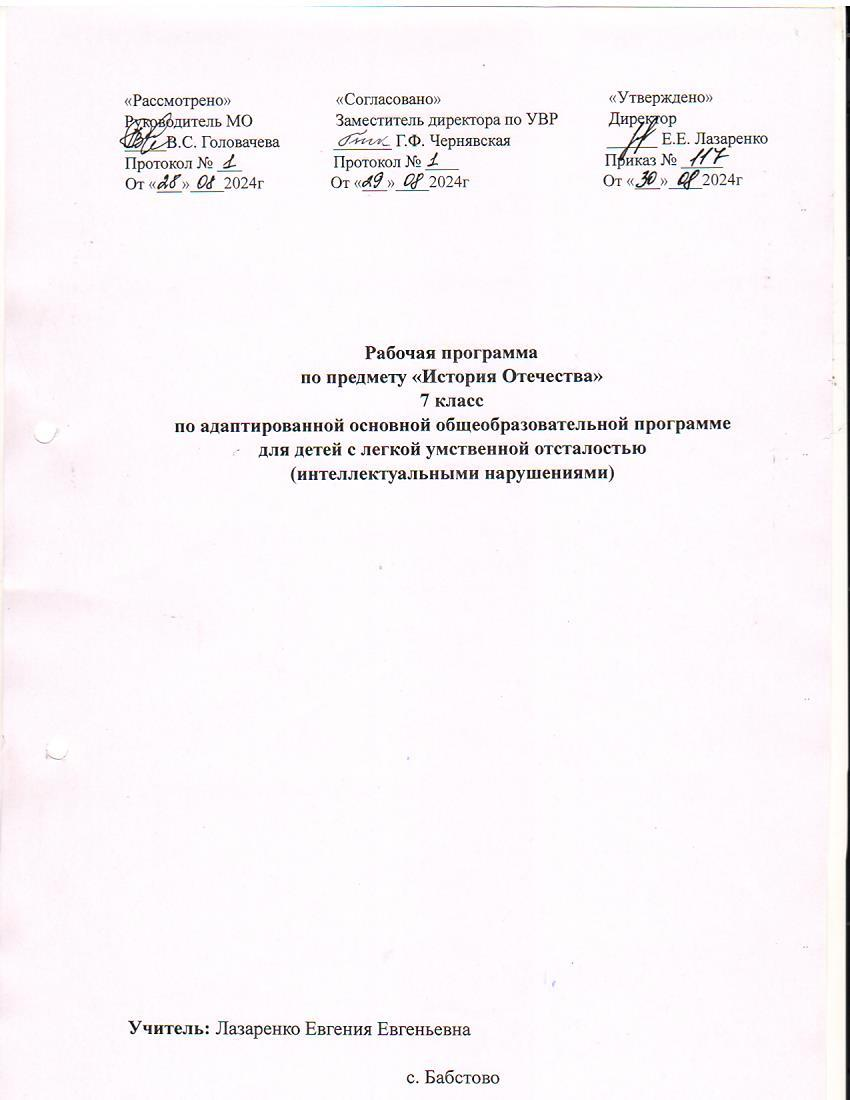 «Рассмотрено»
Руководитель МО
______В.С. Головачева
Протокол № 1
От «28» 08 2024г
«Согласовано»
Заместитель директора по УВР
_______ Г.Ф. Чернявская
Протокол № 1
От «29» 08 2024г
«Утверждено»
Директор
______ Е.Е. Лазаренко
Приказ № 117
От «30» 08 2024г
Рабочая программа
по предмету «История Отечества»
7 класс
по адаптированной основной общеобразовательной программе
для детей с легкой умственной отсталостью
(интеллектуальными нарушениями)
Учитель: Лазаренко Евгения Евгеньевна
с. Бабстово